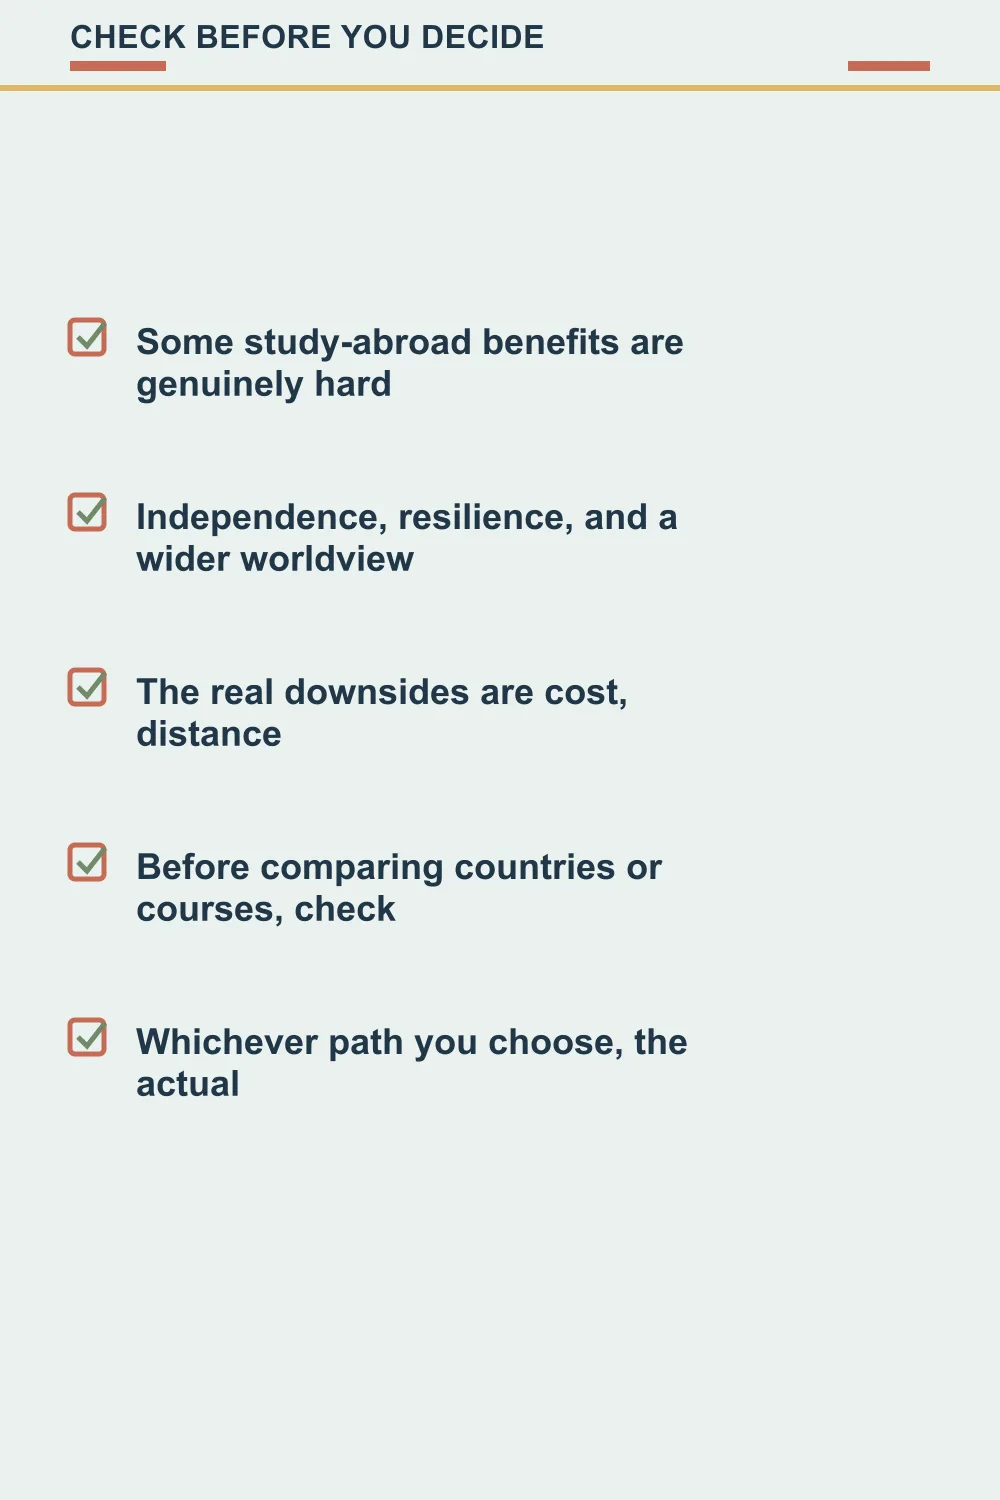 CHECK BEFORE YOU DECIDE
Some study-abroad benefits are
genuinely hard
Independence, resilience, and a
wider worldview
The real downsides are cost,
distance
Before comparing countries or
courses, check
Whichever path you choose, the
actual